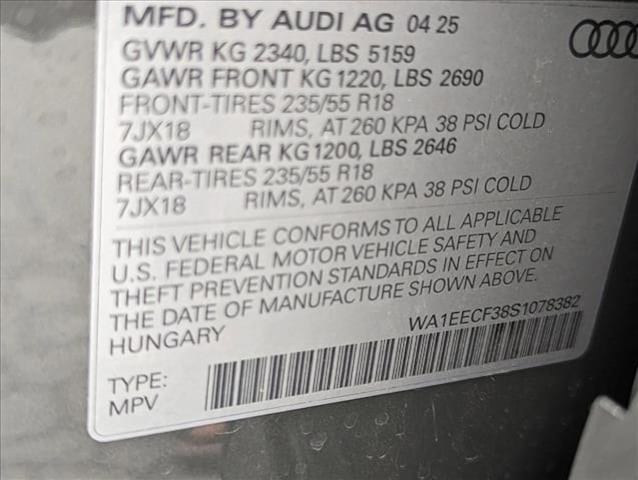 MFD. BY AUDI AG 04 25
GVWR KG 2340, LBS 5159
GAWR FRONT KG 1220, LBS 2690
FRONT-TIRES 235/55 R18
7JX18 RIMS, AT 260 KPA 38 PSI COLD
GAWR REAR KG 1200, LBS 2646
REAR-TIRES 235/55 R18
7JX18 RIMS, AT 260 KPA 38 PSI COLD
THIS VEHICLE CONFORMS TO ALL APPLICABLE
U.S. FEDERAL MOTOR VEHICLE SAFETY AND
THEFT PREVENTION STANDARDS IN EFFECT ON
THE DATE OF MANUFACTURE SHOWN ABOVE.
HUNGARY WA1EECF38S1078382
TYPE:
MPV